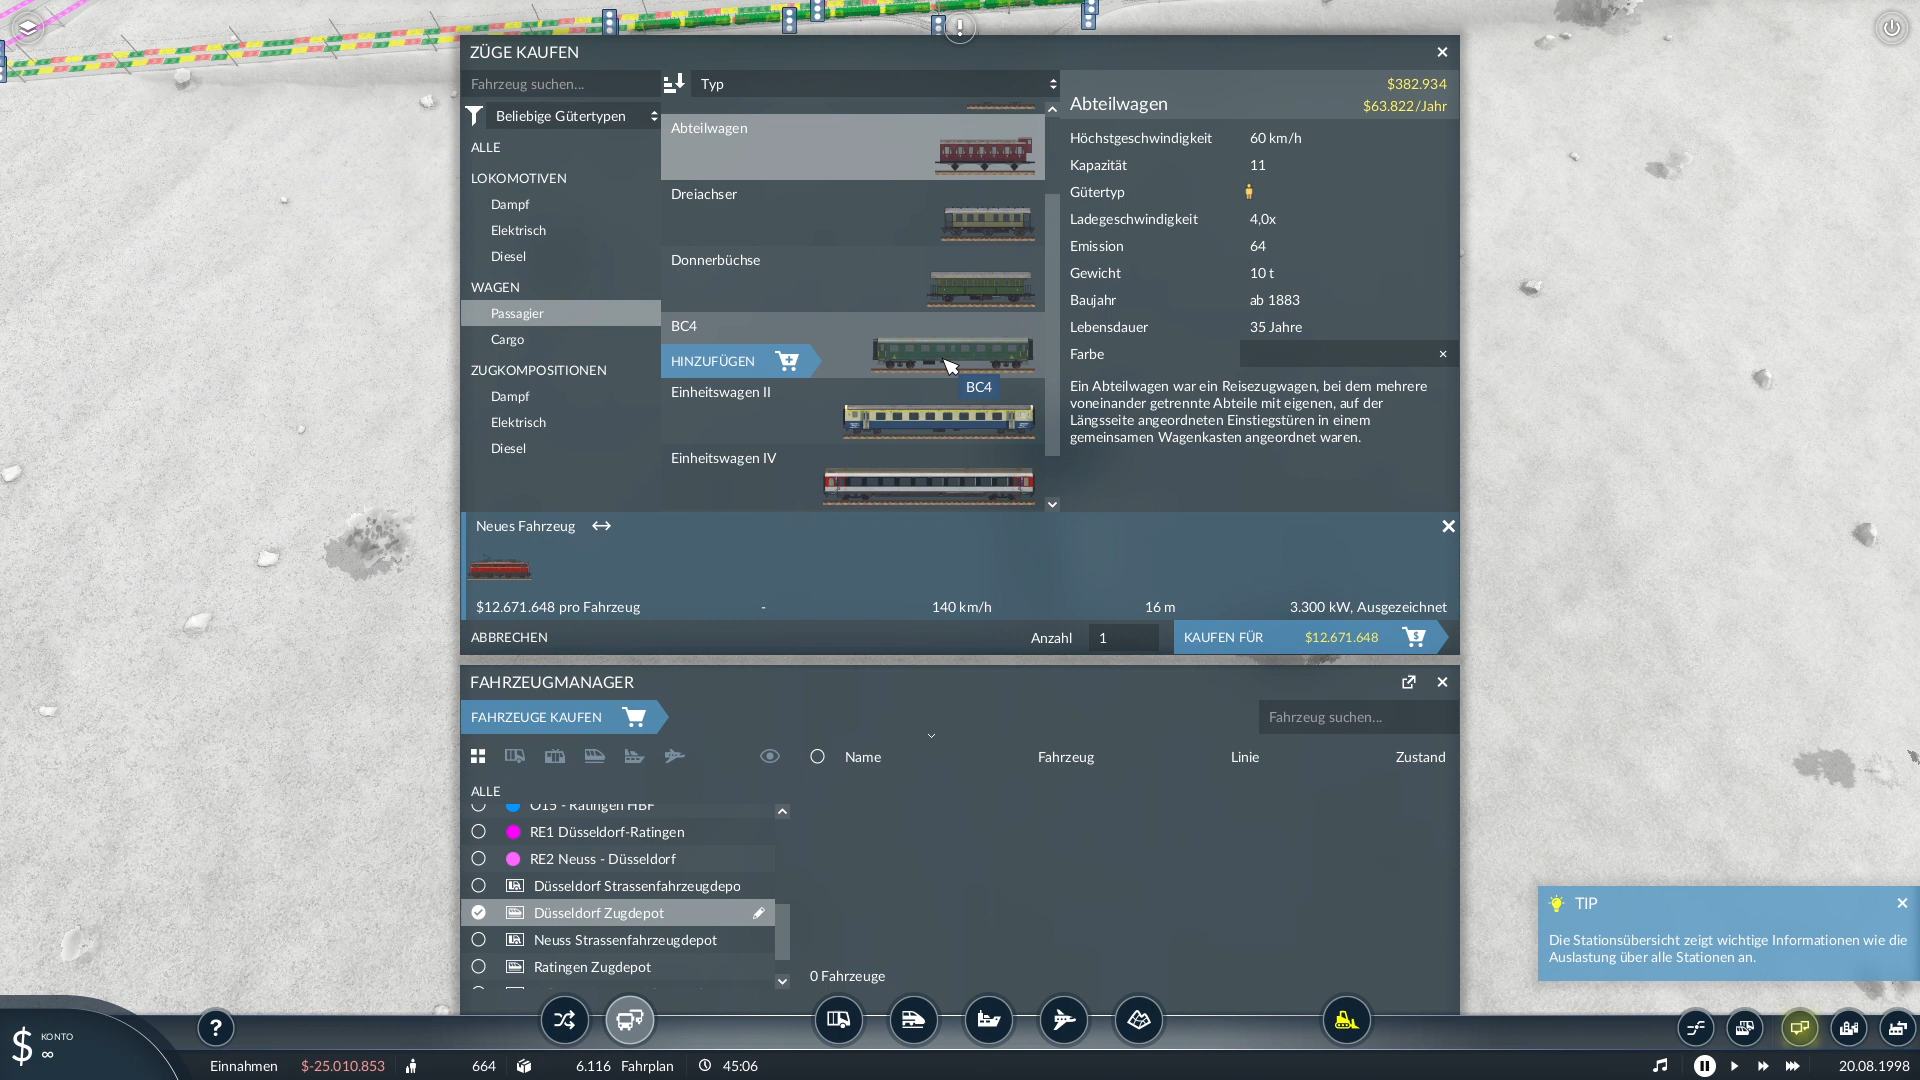 ZÜGE KAUFEN
Fahrzeug suchen...
Typ
Beliebige Gütertypen
ALLE
LOKOMOTIVEN
Dampf
Elektrisch
Diesel
WAGEN
Passagier
Cargo
ZUGKOMPOSITIONEN
Dampf
Elektrisch
Diesel
Abteilwagen
Dreiachser
Donnerbüchse
BC4
HINZUFÜGEN
BC4
Einheitswagen II
Einheitswagen IV
$382.934
Abteilwagen
$63.822/Jahr
Höchstgeschwindigkeit 60 km/h
Kapazität 11
Gütertyp
Ladegeschwindigkeit 4,0x
Emission 64
Gewicht 10 t
Baujahr ab 1883
Lebensdauer 35 Jahre
Farbe
Ein Abteilwagen war ein Reisezugwagen, bei dem mehrere
voneinander getrennte Abteile mit eigenen, auf der
Längsseite angeordneten Einstiegstüren in einem
gemeinsamen Wagenkasten angeordnet waren.
Neues Fahrzeug
$12.671.648 pro Fahrzeug - 140 km/h 16 m 3.300 kW, Ausgezeichnet
ABBRECHEN
Anzahl 1
KAUFEN FÜR $12.671.648
FAHRZEUGMANAGER
FAHRZEUGE KAUFEN
Fahrzeug suchen...
Name Fahrzeug Linie Zustand
ALLE
O15 - Ratingen HBF
RE1 Düsseldorf-Ratingen
RE2 Neuss - Düsseldorf
Düsseldorf Strassenfahrzeugdepo
Düsseldorf Zugdepot
Neuss Strassenfahrzeugdepot
Ratingen Zugdepot
0 Fahrzeuge
TIP
Die Stationsübersicht zeigt wichtige Informationen wie die
Auslastung über alle Stationen an.
KONTO
∞
Einnahmen $-25.010.853 664 6.116 Fahrplan 45:06
20.08.1998